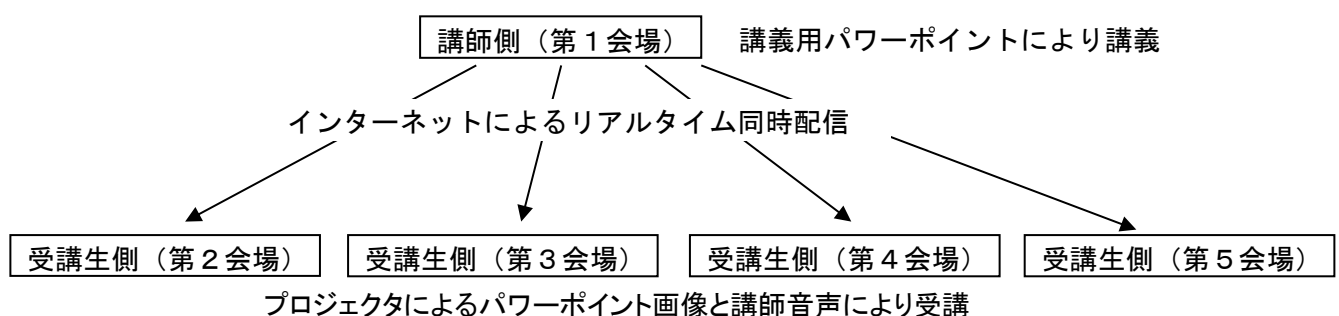 講師側（第１会場） 講義用パワーポイントにより講義
インターネットによるリアルタイム同時配信
受講生側（第２会場） 受講生側（第３会場） 受講生側（第４会場） 受講生側（第５会場）
プロジェクタによるパワーポイント画像と講師音声により受講